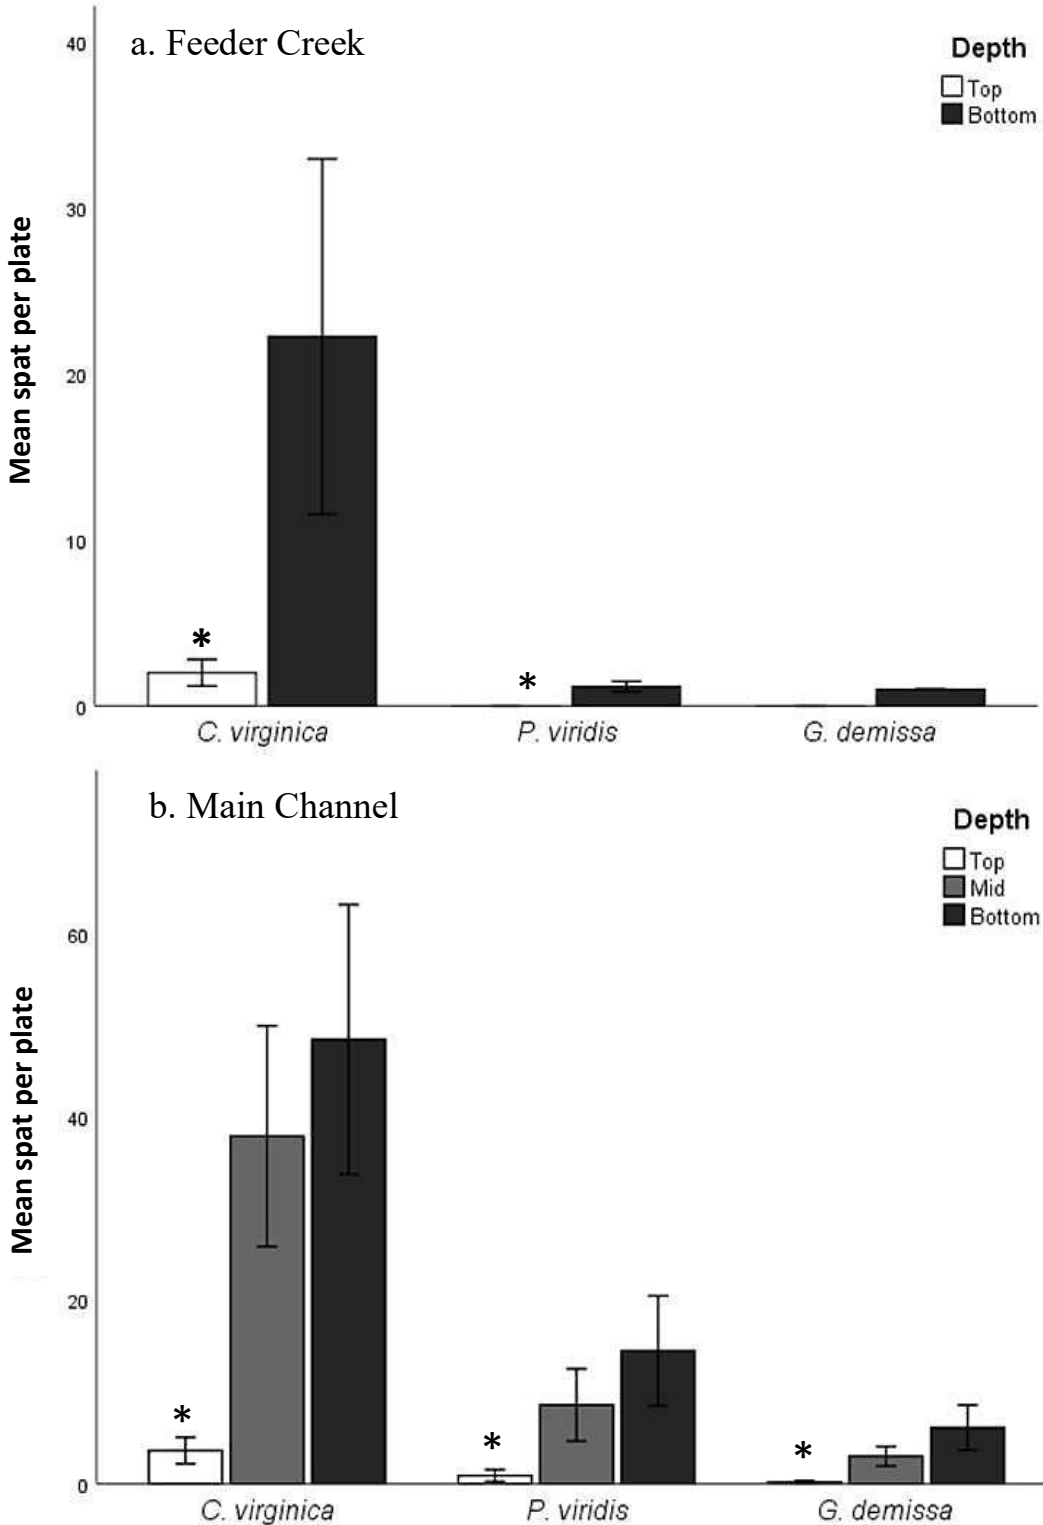 a. Feeder Creek
Depth
Top
Bottom
Mean spat per plate
40
30
20
10
0
*
*
C. virginica
P. viridis
G. demissa
b. Main Channel
Depth
Top
Mid
Bottom
Mean spat per plate
60
40
20
0
*
*
*
C. virginica
P. viridis
G. demissa